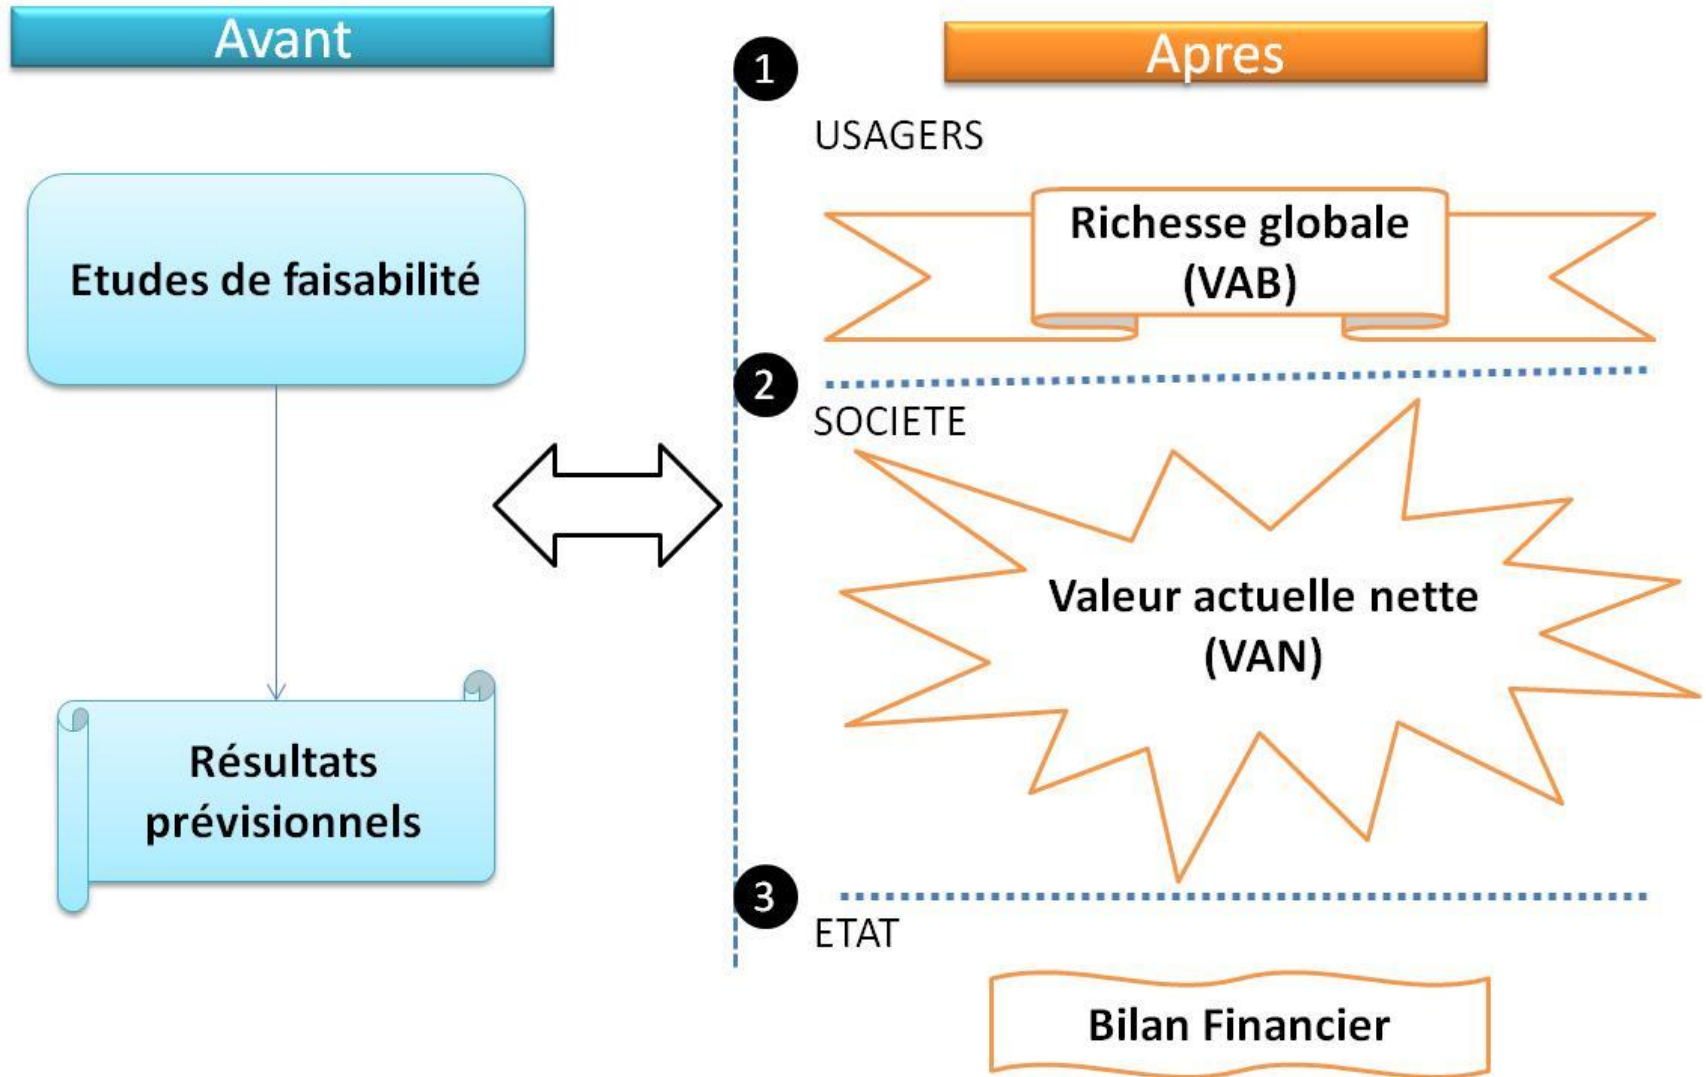 Avant
Etudes de faisabilité
Résultats
prévisionnels
Apres
1
USAGERS
Richesse globale
(VAB)
2
SOCIETE
Valeur actuelle nette
(VAN)
3
ETAT
Bilan Financier